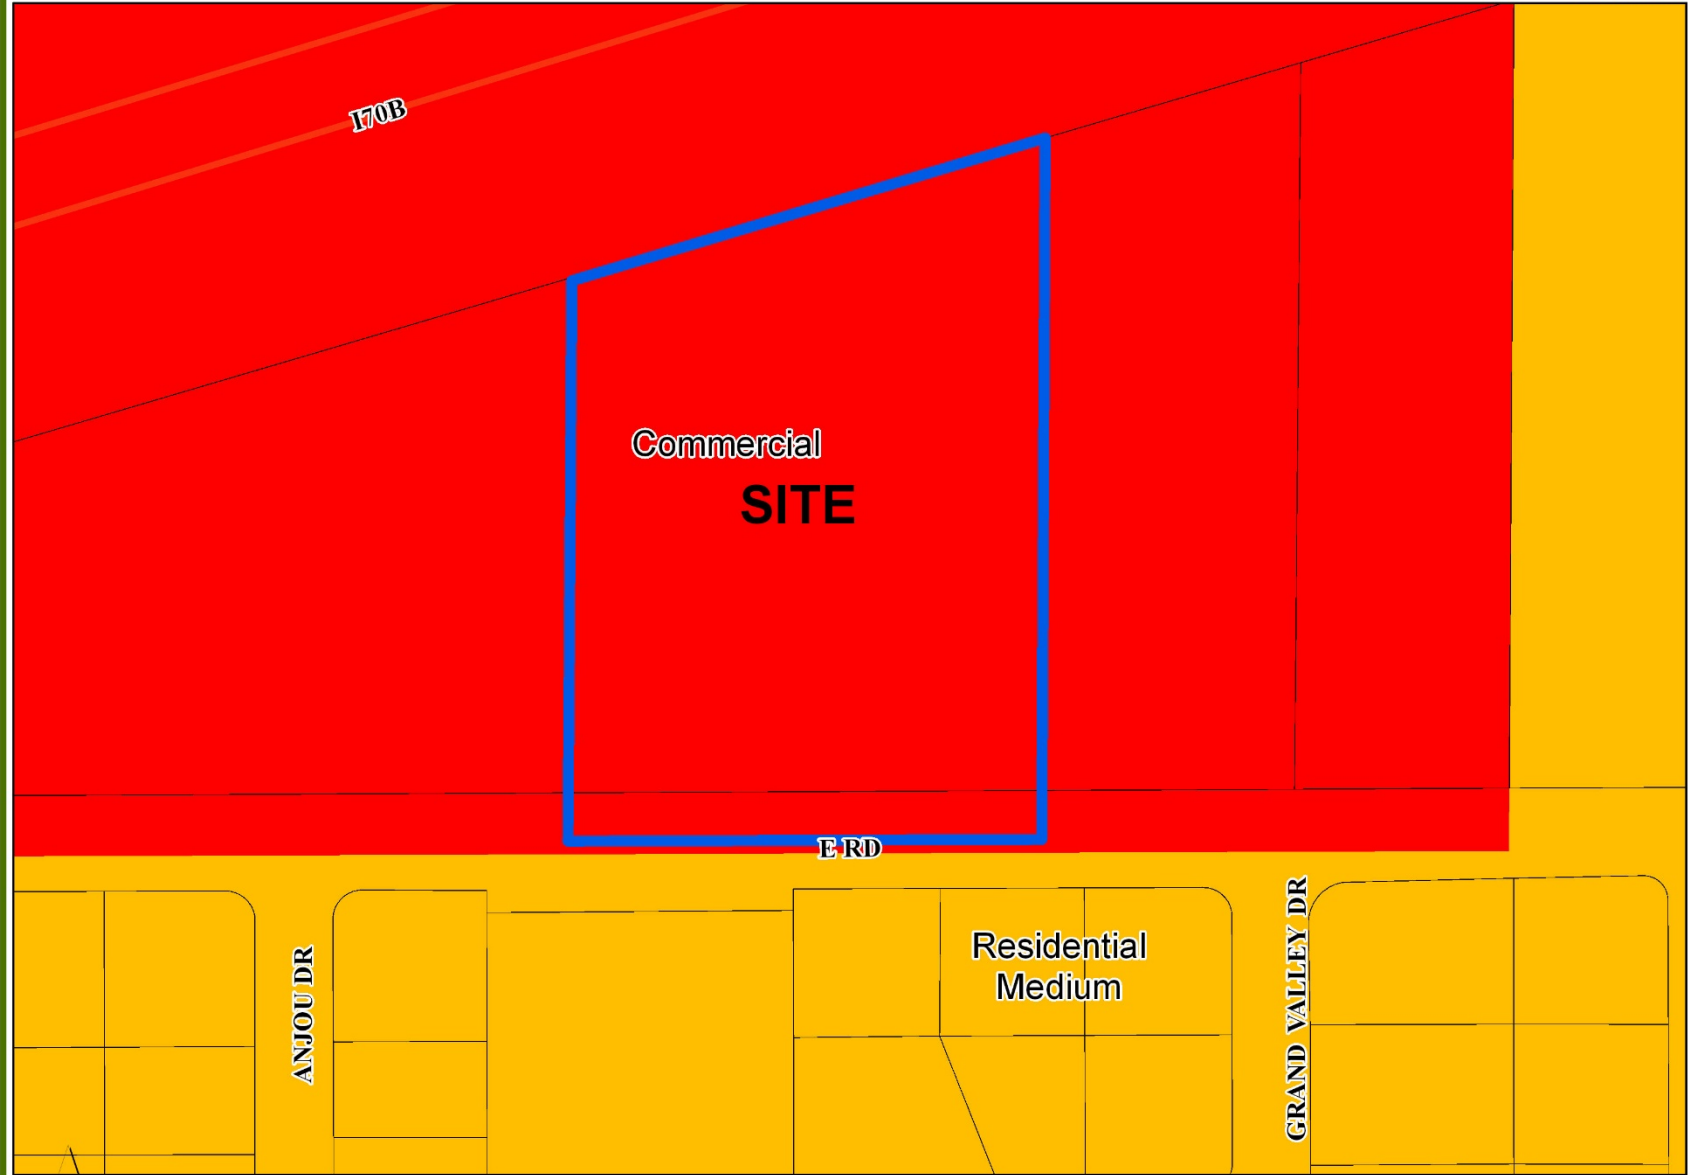 I70B
Commercial
SITE
E RD
Residential
Medium
ANJOU DR
GRAND VALLEY DR